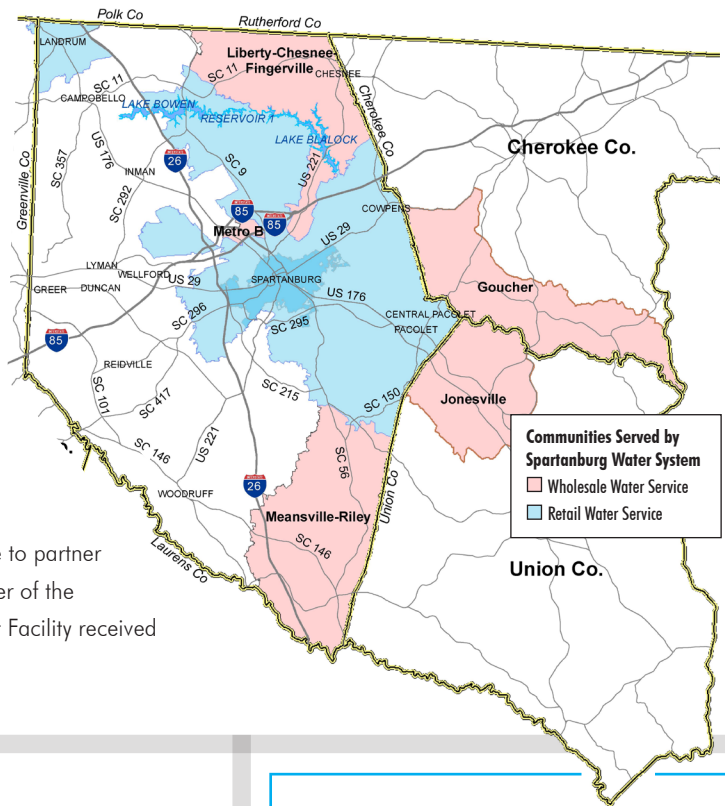 Polk Co
Rutherford Co
LANDRUM
Liberty-Chesnee-
Fingerville
SC 11
SC 11
CHESNEE
CAMPOBELLO
LAKE BOWEN
RESERVOIR 1
LAKE BLALOCK
Cherokee Co
Cherokee Co.
Greenville Co
SC 357
US 176
INMAN
SC 292
26
SC 9
US 221
85
85
Metro B
COWPENS
US 29
LYMAN
WELLFORD
US 29
SPARTANBURG
GREER
DUNCAN
Goucher
US 176
SC 296
SC 295
CENTRAL PACOLET
PACOLET
85
REIDVILLE
SC 101
SC 417
SC 215
SC 150
Jonesville
SC 146
US 221
SC 56
Union Co
WOODRUFF
26
Meansville-Riley
SC 146
Laurens Co
Communities Served by
Spartanburg Water System
Wholesale Water Service
Retail Water Service
Union Co.
e to partner
er of the
r Facility received